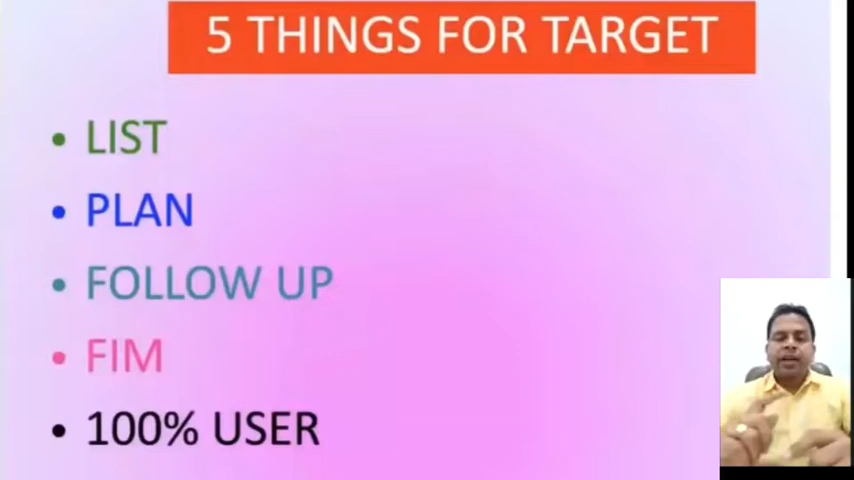 5 THINGS FOR TARGET
• LIST
• PLAN
• FOLLOW UP
• FIM
• 100% USER